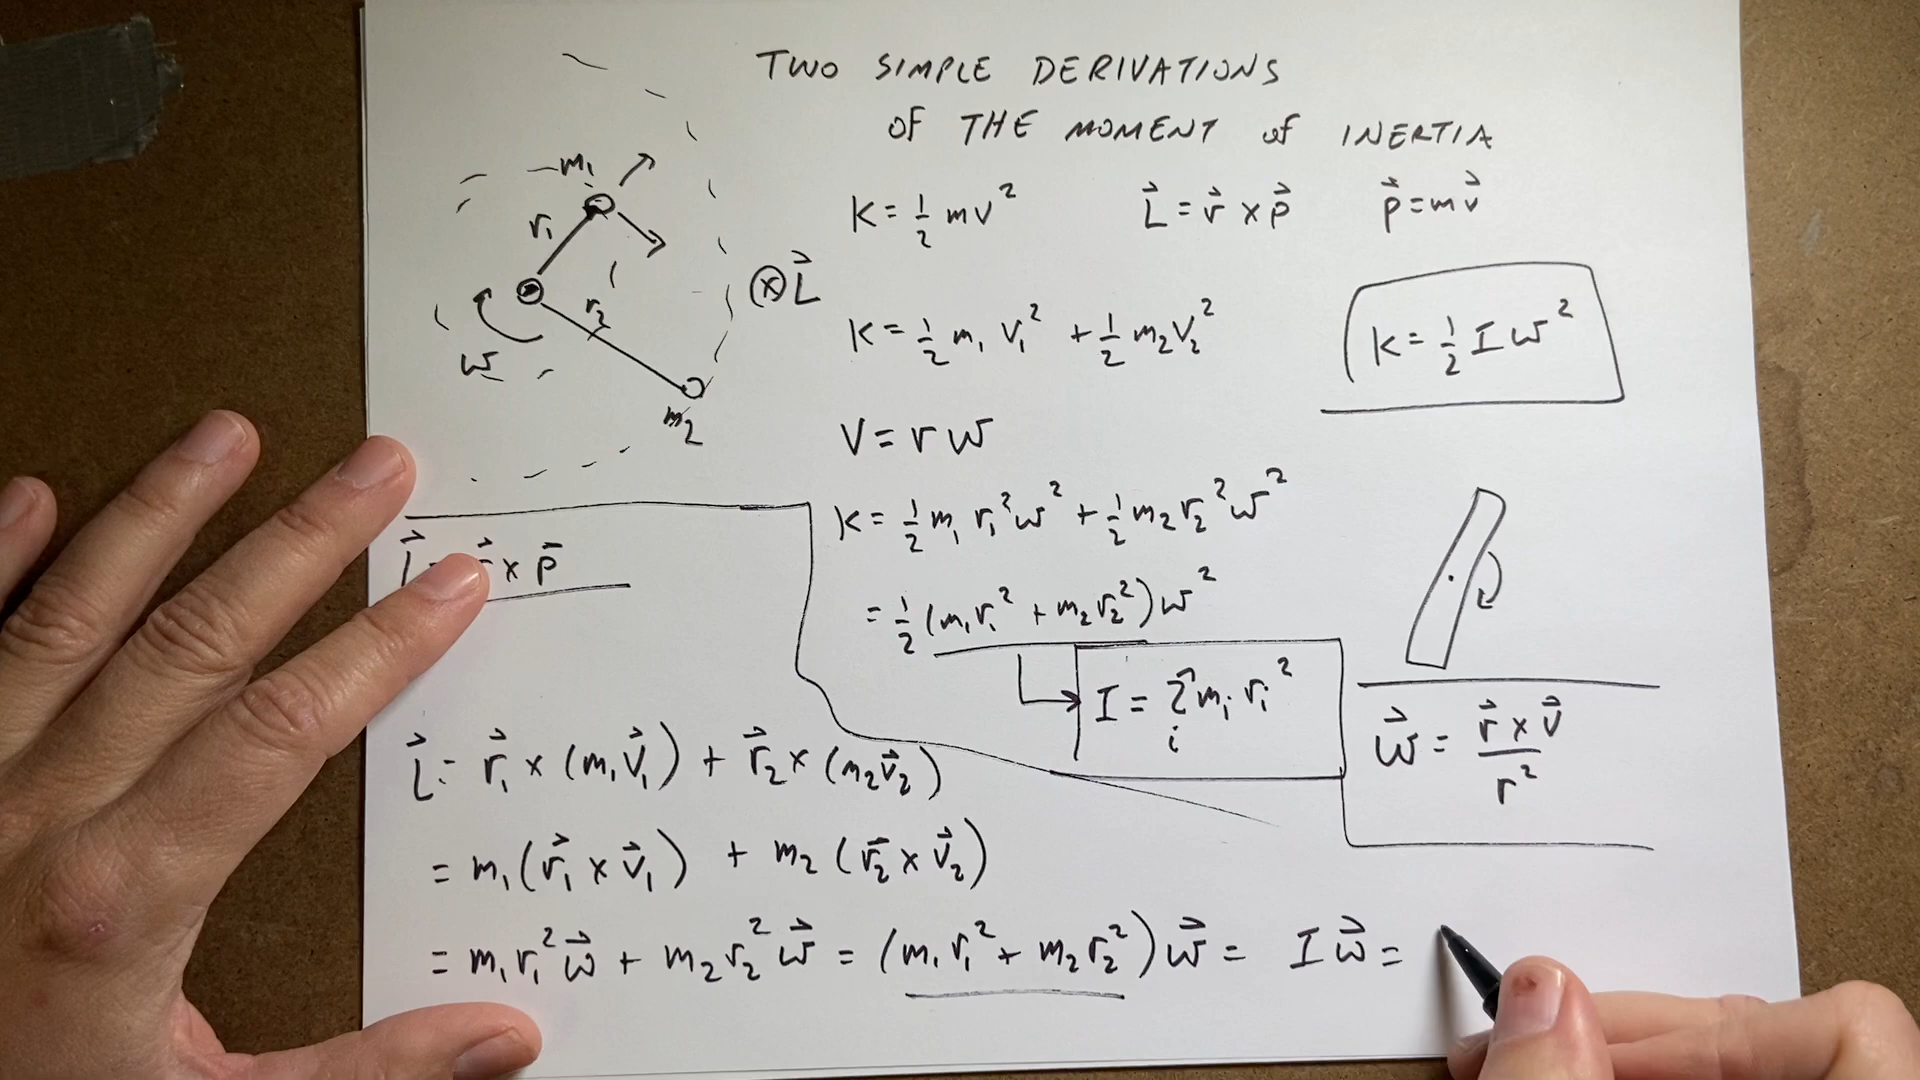 TWO SIMPLE DERIVATIONS
OF THE MOMENT OF INERTIA
m₁
r₁
r₂
ω
m₂
⊗ L⃗
K = ½ mv²
L⃗ = r⃗ × p⃗
p⃗ = mv⃗
K = ½ m₁ v₁² + ½ m₂ v₂²
K = ½ I ω²
v = r ω
K = ½ m₁ r₁² ω² + ½ m₂ r₂² ω²
= ½ (m₁ r₁² + m₂ r₂²) ω²
I = Σᵢ mᵢ rᵢ²
ω⃗ = r⃗ × v⃗ / r²
× p⃗
L⃗ = r⃗₁ × (m₁ v⃗₁) + r⃗₂ × (m₂ v⃗₂)
= m₁ (r⃗₁ × v⃗₁) + m₂ (r⃗₂ × v⃗₂)
= m₁ r₁² ω⃗ + m₂ r₂² ω⃗ = (m₁ r₁² + m₂ r₂²) ω⃗ = I ω⃗ =